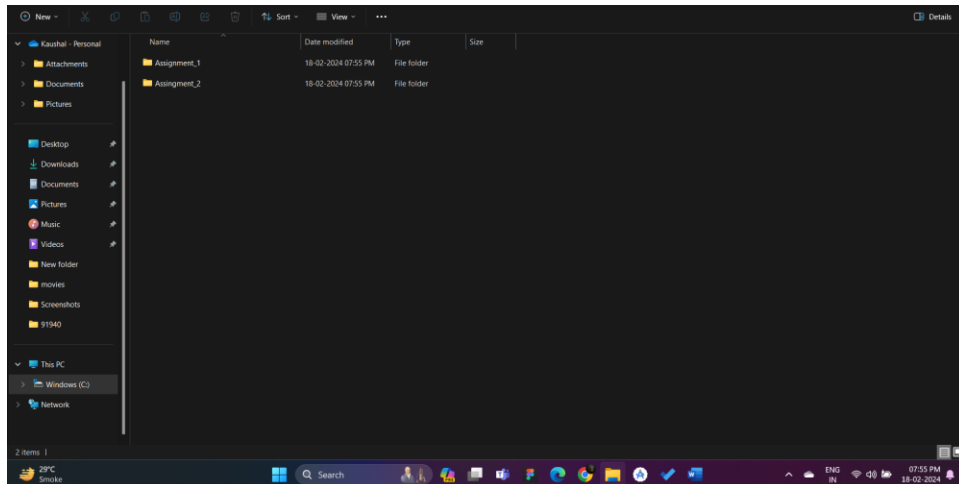 New Sort View ••• Details
Kaushal - Personal
Attachments
Documents
Pictures
Desktop
Downloads
Documents
Pictures
Music
Videos
New folder
movies
Screenshots
91940
This PC
Windows (C:)
Network
Name Date modified Type Size
Assignment_1 18-02-2024 07:55 PM File folder
Assingment_2 18-02-2024 07:55 PM File folder
2 items
29°C
Smoke
Search
ENG
IN
07:55 PM
18-02-2024